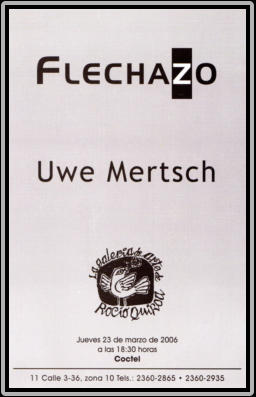 FLECHAZO
Uwe Mertsch
La Galería de Arte de
Rocío Quiroa
Jueves 23 de marzo de 2006
a las 18:30 horas
Coctel
11 Calle 3-36, zona 10 Tels.: 2360-2865 • 2360-2935